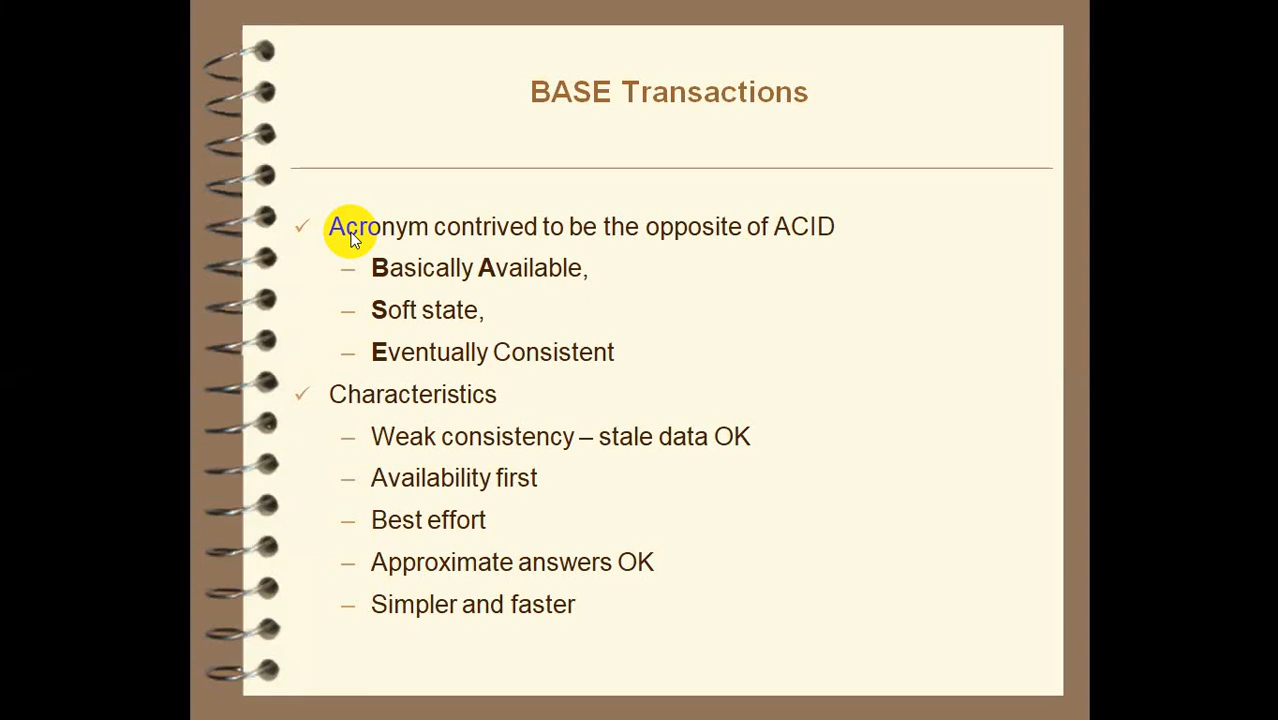 BASE Transactions
✓ Acronym contrived to be the opposite of ACID
– Basically Available,
– Soft state,
– Eventually Consistent
✓ Characteristics
– Weak consistency – stale data OK
– Availability first
– Best effort
– Approximate answers OK
– Simpler and faster